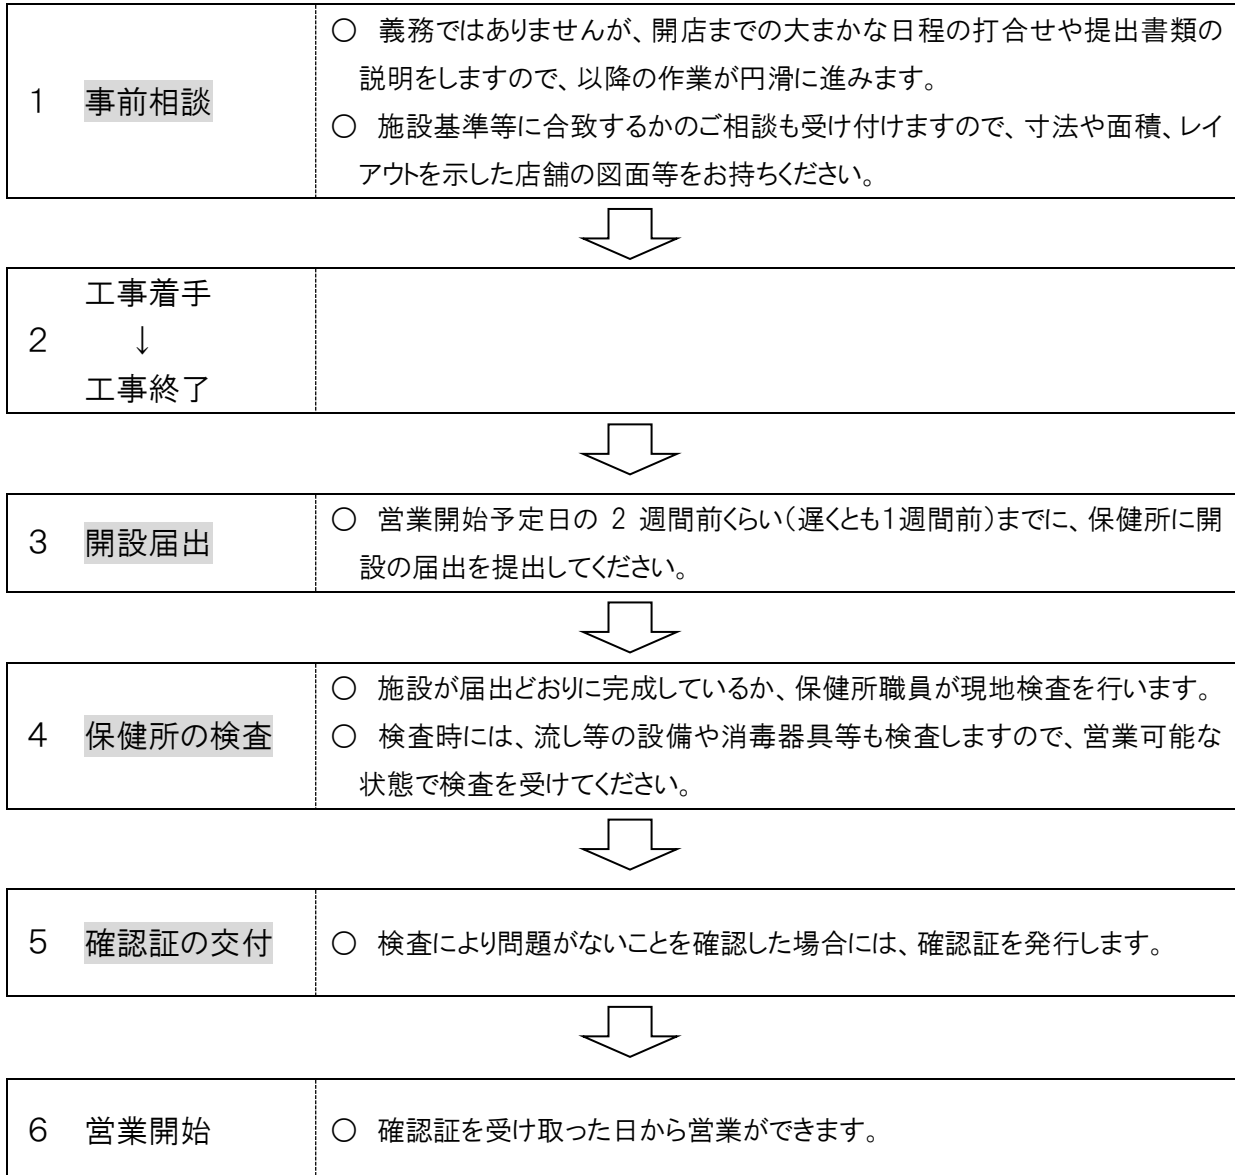 1 事前相談
○ 義務ではありませんが、開店までの大まかな日程の打合せや提出書類の
説明をしますので、以降の作業が円滑に進みます。
○ 施設基準等に合致するかのご相談も受け付けますので、寸法や面積、レイ
アウトを示した店舗の図面等をお持ちください。
工事着手
2 ↓
工事終了
3 開設届出
○ 営業開始予定日の 2 週間前くらい(遅くとも1週間前)までに、保健所に開
設の届出を提出してください。
4 保健所の検査
○ 施設が届出どおりに完成しているか、保健所職員が現地検査を行います。
○ 検査時には、流し等の設備や消毒器具等も検査しますので、営業可能な
状態で検査を受けてください。
5 確認証の交付
○ 検査により問題がないことを確認した場合には、確認証を発行します。
6 営業開始
○ 確認証を受け取った日から営業ができます。